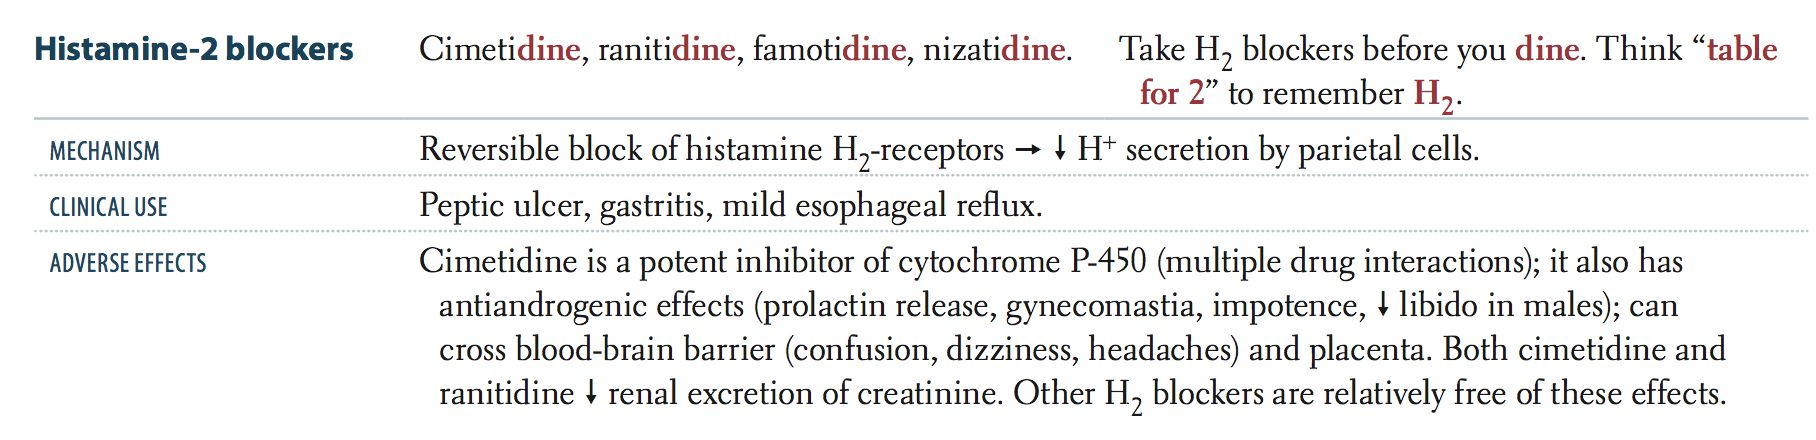 Histamine-2 blockers
Cimetidine, ranitidine, famotidine, nizatidine.
Take H₂ blockers before you dine. Think “table
for 2” to remember H₂.
MECHANISM
Reversible block of histamine H₂-receptors → ↓ H⁺ secretion by parietal cells.
CLINICAL USE
Peptic ulcer, gastritis, mild esophageal reflux.
ADVERSE EFFECTS
Cimetidine is a potent inhibitor of cytochrome P-450 (multiple drug interactions); it also has
antiandrogenic effects (prolactin release, gynecomastia, impotence, ↓ libido in males); can
cross blood-brain barrier (confusion, dizziness, headaches) and placenta. Both cimetidine and
ranitidine ↓ renal excretion of creatinine. Other H₂ blockers are relatively free of these effects.